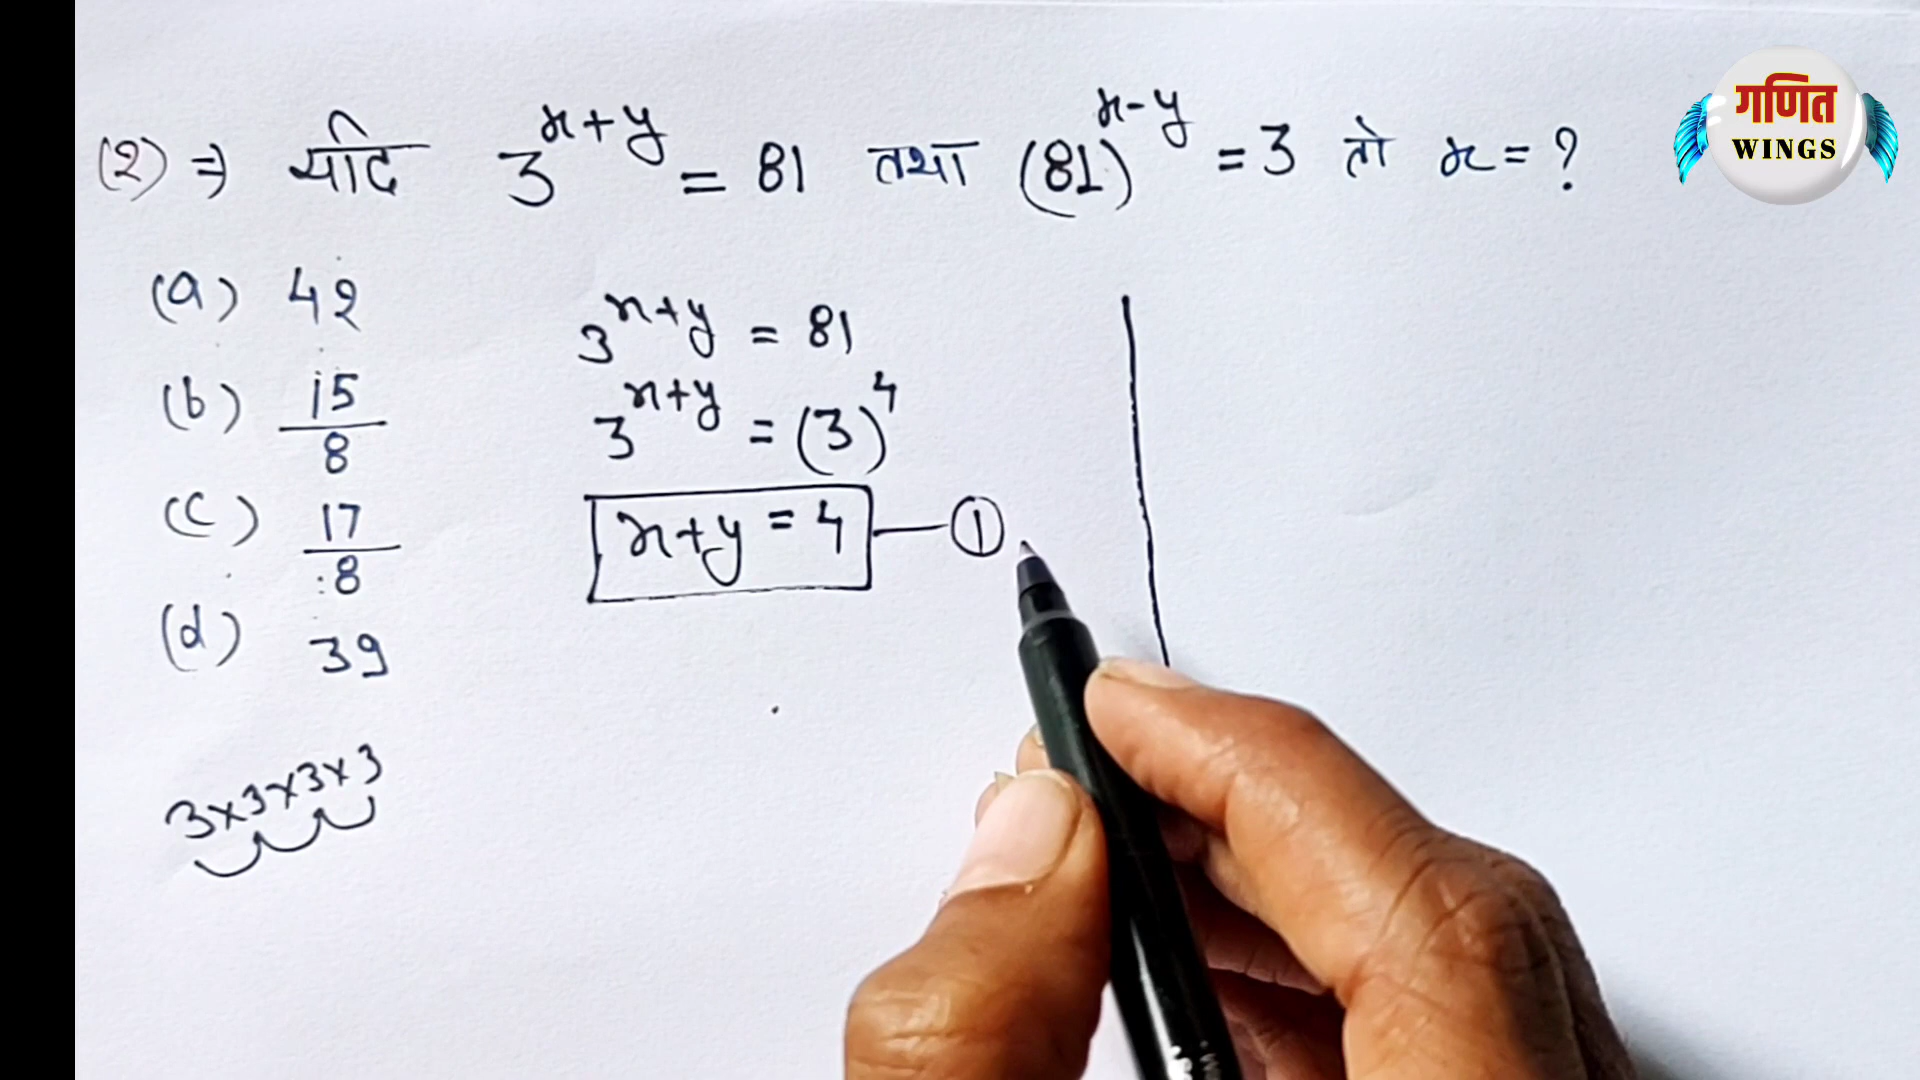 (२) ⇒ यदि 3^{x+y} = 81 तथा (81)^{x-y} = 3 तो x = ?
(a) 42
(b) 15/8
(c) 17/8
(d) 39
3×3×3×3
3^{x+y} = 81
3^{x+y} = (3)^4
x+y = 4 — ①
गणित
WINGS